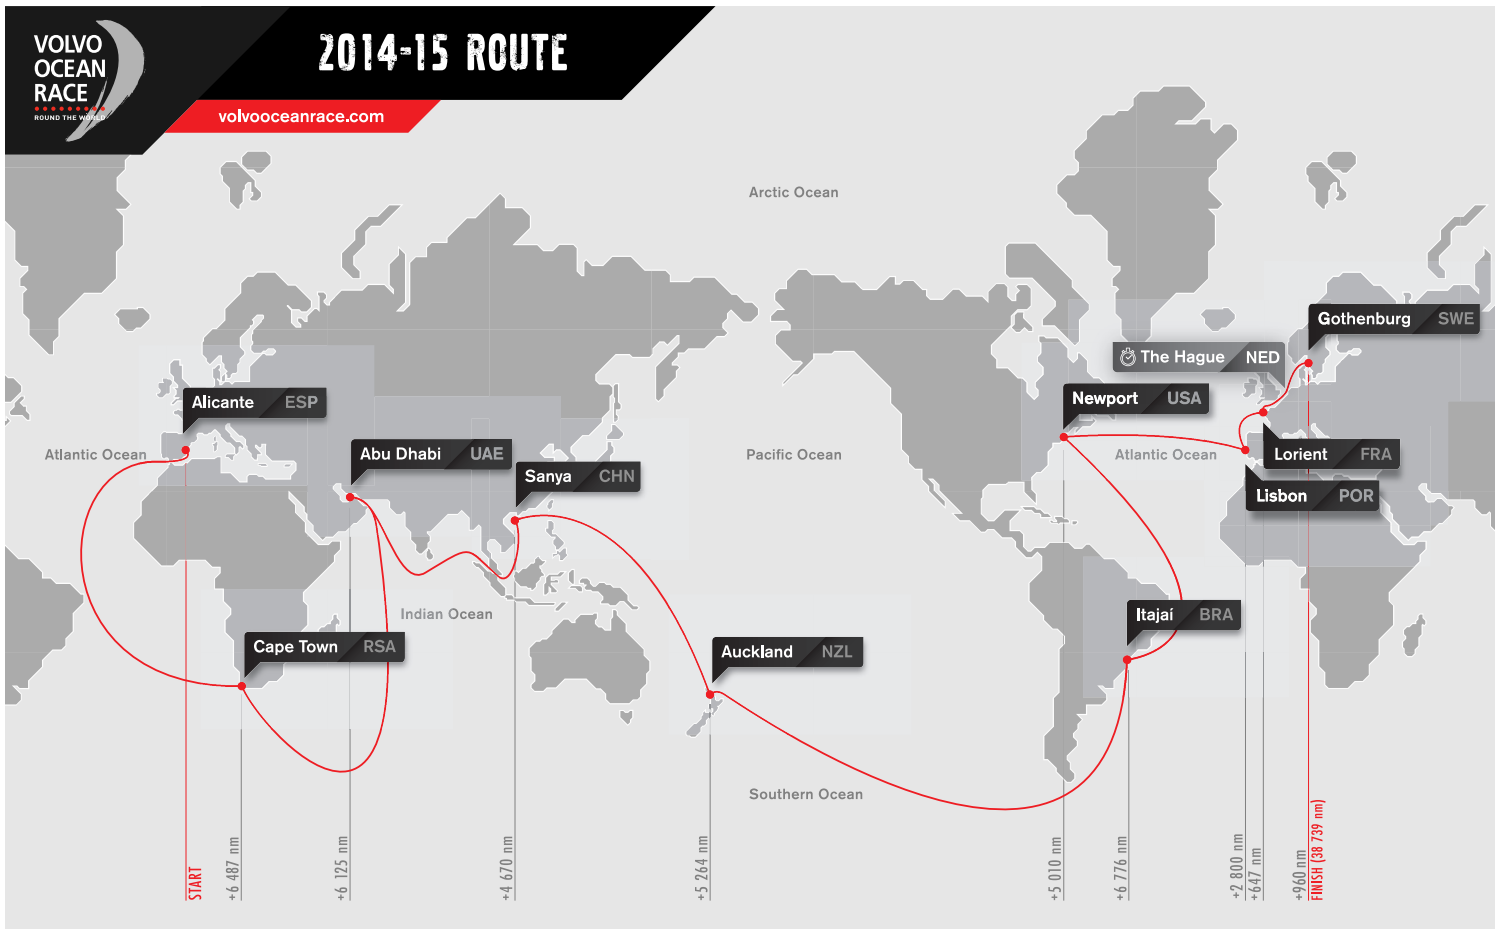 VOLVO
OCEAN
RACE
ROUND THE WORLD
2014-15 ROUTE
volvooceanrace.com
Arctic Ocean
Gothenburg SWE
The Hague NED
Alicante ESP
Newport USA
Atlantic Ocean
Abu Dhabi UAE
Pacific Ocean
Atlantic Ocean
Lorient FRA
Sanya CHN
Lisbon POR
Indian Ocean
Itajaí BRA
Cape Town RSA
Auckland NZL
Southern Ocean
START
+6 487 nm
+6 125 nm
+4 670 nm
+5 264 nm
+5 010 nm
+6 776 nm
+2 800 nm
+647 nm
+960 nm
FINISH (38 739 nm)